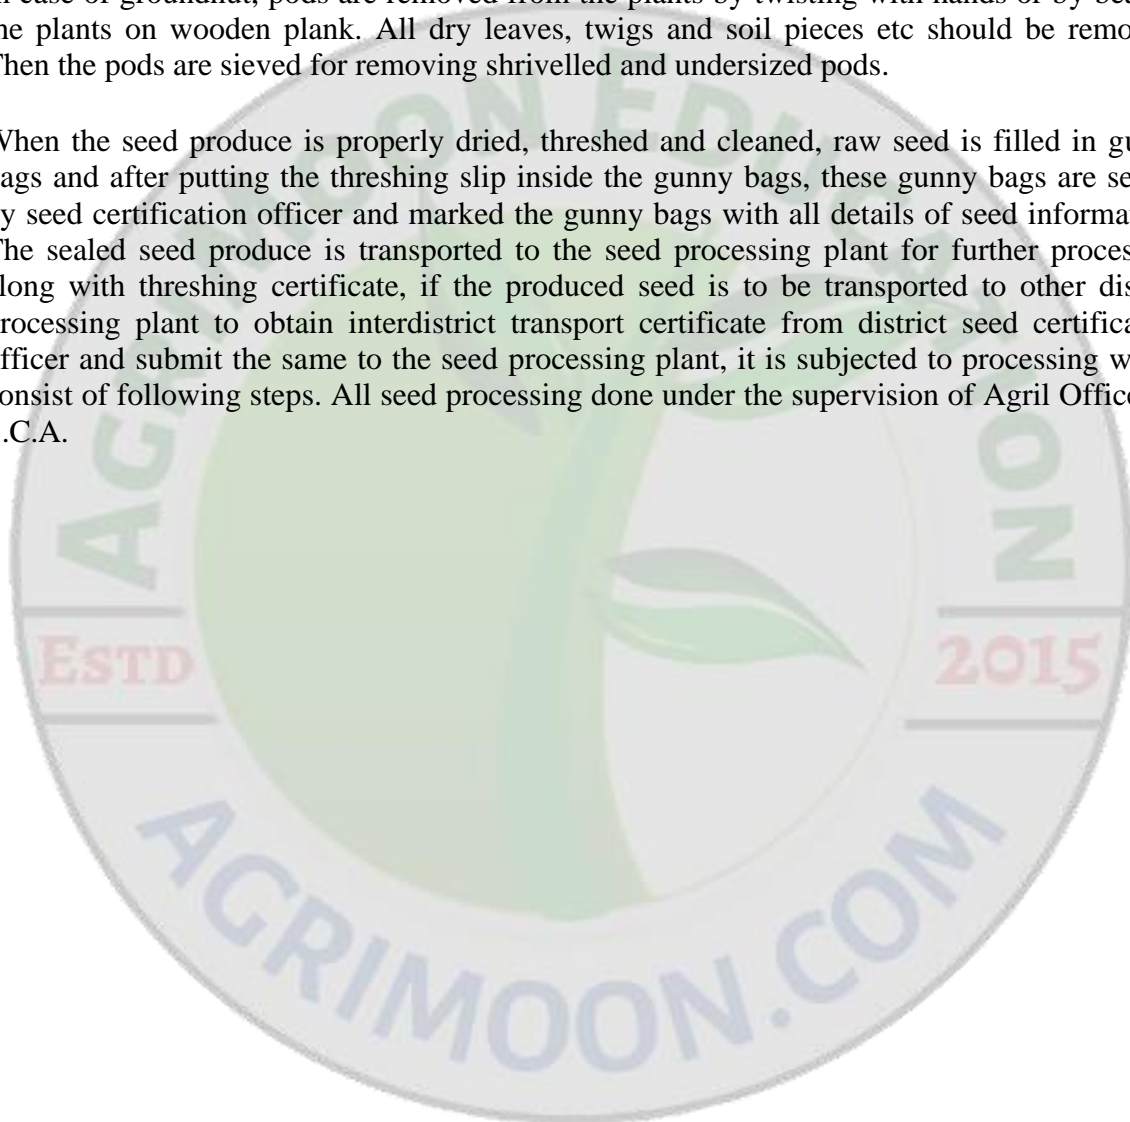 n case of groundnut, pods are removed from the plants by twisting with hands or by bea
he plants on wooden plank. All dry leaves, twigs and soil pieces etc should be remo
Then the pods are sieved for removing shrivelled and undersized pods.
When the seed produce is properly dried, threshed and cleaned, raw seed is filled in gu
ags and after putting the threshing slip inside the gunny bags, these gunny bags are se
y seed certification officer and marked the gunny bags with all details of seed informa
The sealed seed produce is transported to the seed processing plant for further proces
long with threshing certificate, if the produced seed is to be transported to other dis
rocessing plant to obtain interdistrict transport certificate from district seed certifica
fficer and submit the same to the seed processing plant, it is subjected to processing w
onsist of following steps. All seed processing done under the supervision of Agril Office
.C.A.
AGRIMOON EDUCATION
ESTD
2015
AGRIMOON.COM